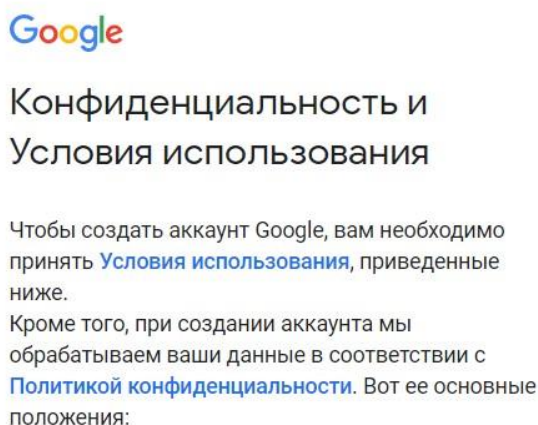 Google
Конфиденциальность и
Условия использования
Чтобы создать аккаунт Google, вам необходимо
принять Условия использования, приведенные
ниже.
Кроме того, при создании аккаунта мы
обрабатываем ваши данные в соответствии с
Политикой конфиденциальности. Вот ее основные
положения: